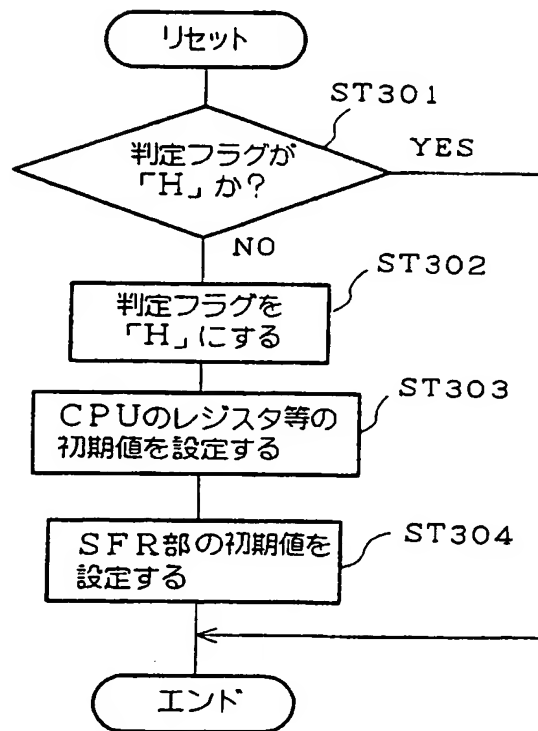 リセット
ST301
判定フラグが
「H」か?
YES
NO
ST302
判定フラグを
「H」にする
ST303
CPUのレジスタ等の
初期値を設定する
ST304
SFR部の初期値を
設定する
エンド